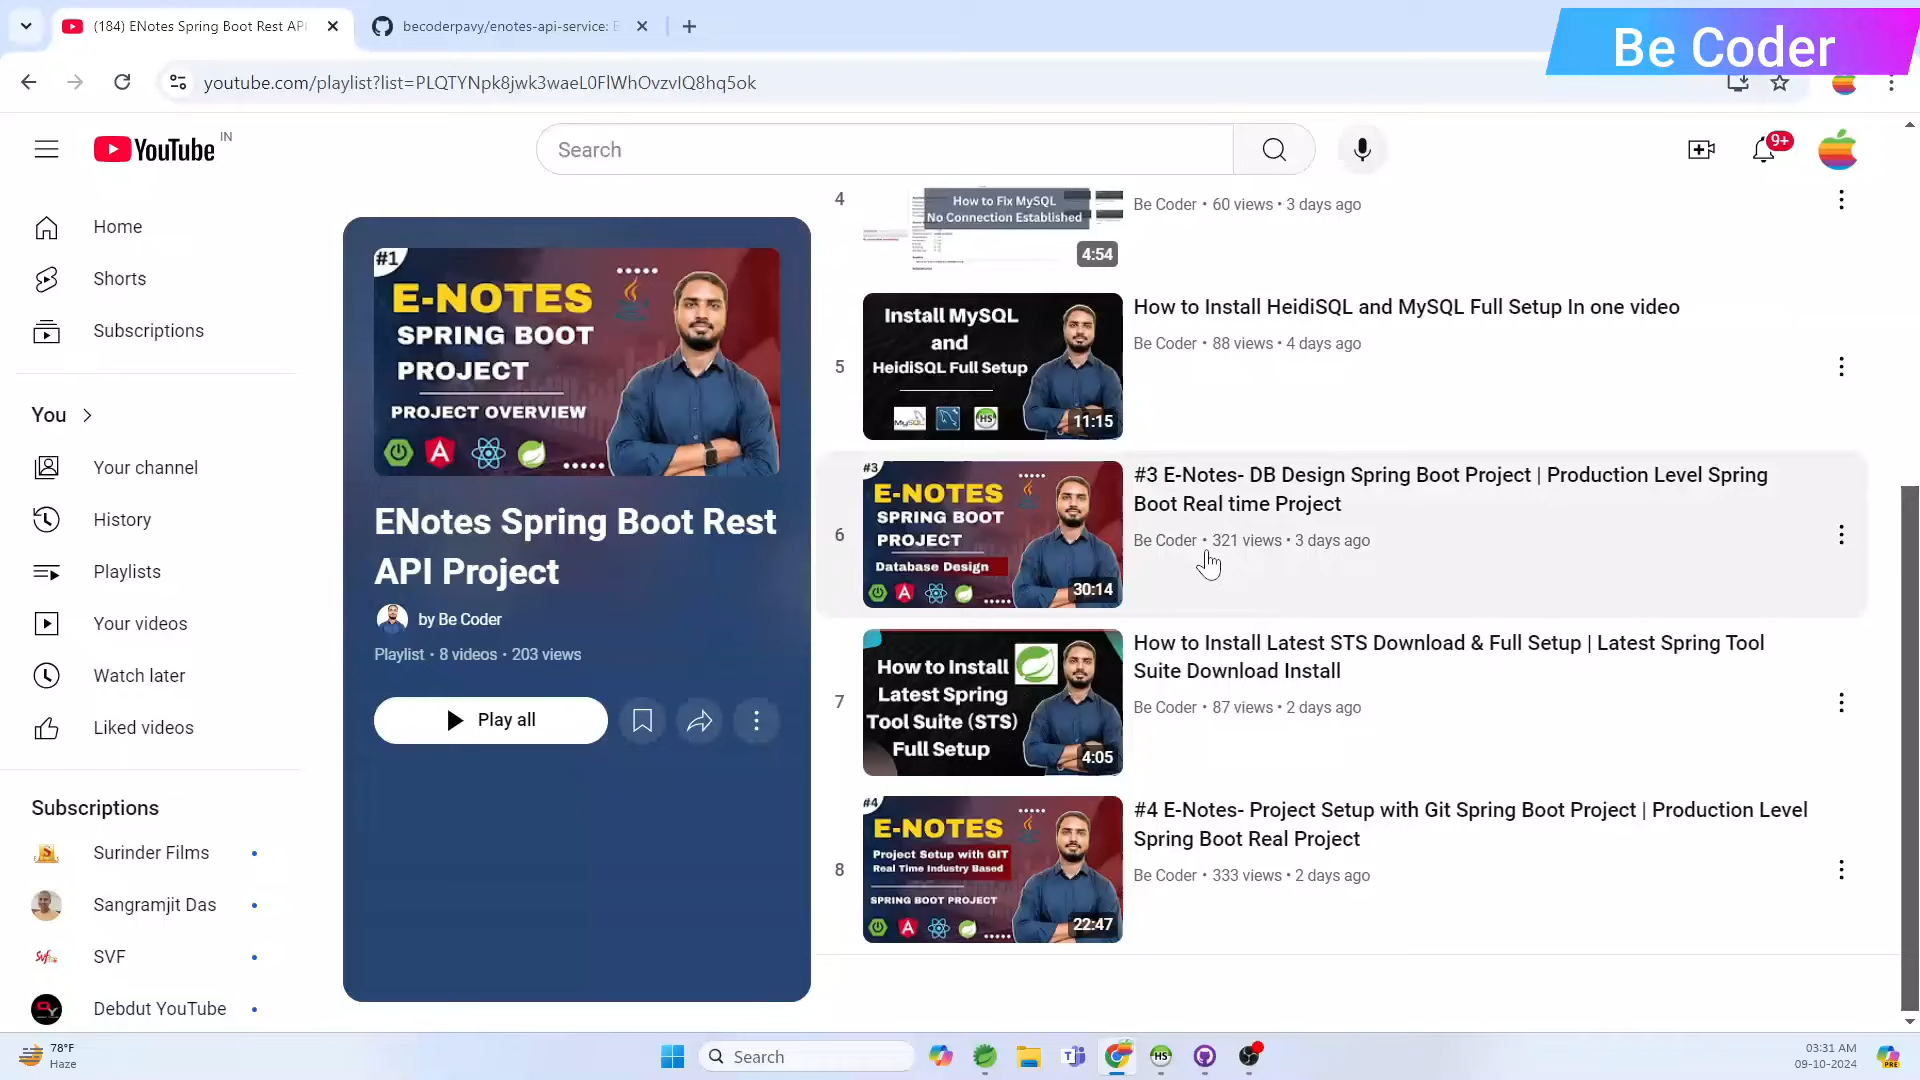 (184) ENotes Spring Boot Rest API
becoderpavy/enotes-api-service: E
Be Coder
youtube.com/playlist?list=PLQTYNpk8jwk3waeL0FlWhOvzvIQ8hq5ok
YouTube IN
Search
9+
Home
Shorts
Subscriptions
You
Your channel
History
Playlists
Your videos
Watch later
Liked videos
Subscriptions
Surinder Films
Sangramjit Das
SVF
Debdut YouTube
#1
E-NOTES
SPRING BOOT
PROJECT
PROJECT OVERVIEW
ENotes Spring Boot Rest
API Project
by Be Coder
Playlist • 8 videos • 203 views
Play all
4
How to Fix MySQL
No Connection Established
4:54
Be Coder • 60 views • 3 days ago
5
Install MySQL
and
HeidiSQL Full Setup
MySQL
HS
11:15
How to Install HeidiSQL and MySQL Full Setup In one video
Be Coder • 88 views • 4 days ago
6
#3
E-NOTES
SPRING BOOT
PROJECT
Database Design
30:14
#3 E-Notes- DB Design Spring Boot Project | Production Level Spring
Boot Real time Project
Be Coder • 321 views • 3 days ago
7
How to Install
Latest Spring
Tool Suite (STS)
Full Setup
4:05
How to Install Latest STS Download & Full Setup | Latest Spring Tool
Suite Download Install
Be Coder • 87 views • 2 days ago
8
#4
E-NOTES
Project Setup with GIT
Real Time Industry Based
SPRING BOOT PROJECT
22:47
#4 E-Notes- Project Setup with Git Spring Boot Project | Production Level
Spring Boot Real Project
Be Coder • 333 views • 2 days ago
78°F
Haze
Search
HS
03:31 AM
09-10-2024
PRE